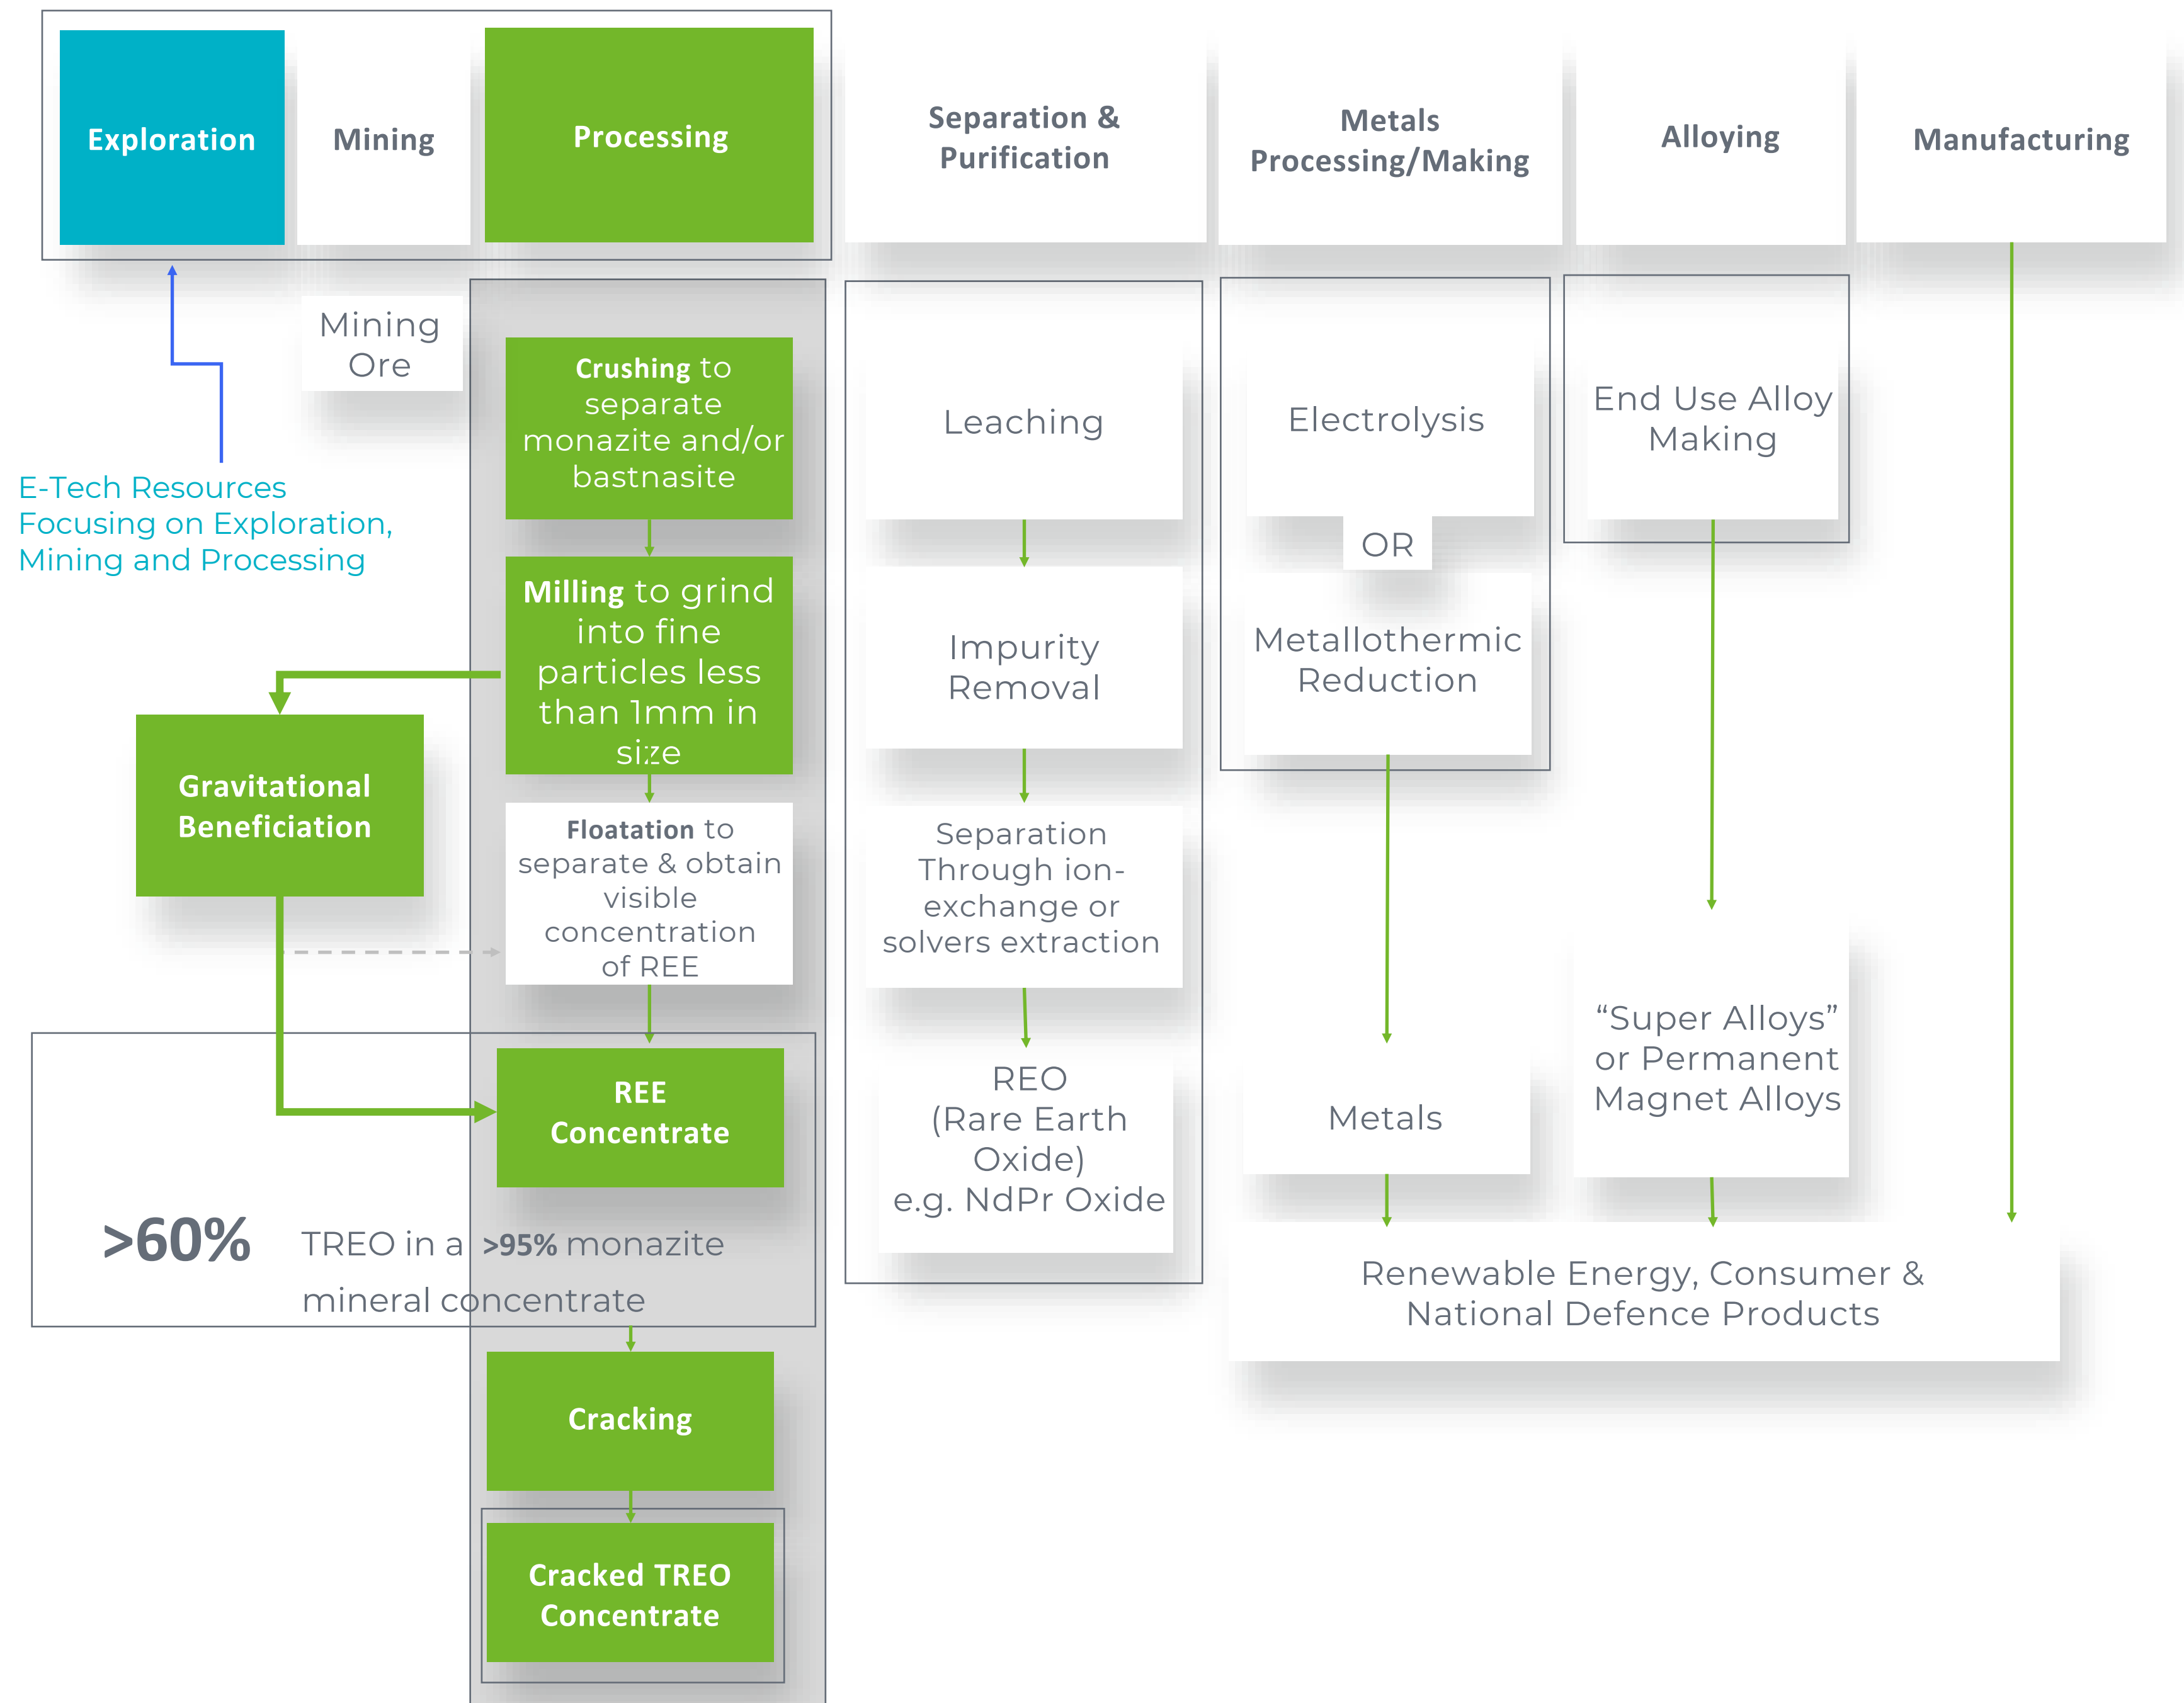 Exploration
Mining
Processing
Separation &
Purification
Metals
Processing/Making
Alloying
Manufacturing
Mining
Ore
E-Tech Resources
Focusing on Exploration,
Mining and Processing
Crushing to
separate
monazite and/or
bastnasite
Milling to grind
into fine
particles less
than 1mm in
size
Gravitational
Beneficiation
Floatation to
separate & obtain
visible
concentration
of REE
REE
Concentrate
>60%
TREO in a >95% monazite
mineral concentrate
Cracking
Cracked TREO
Concentrate
Leaching
Impurity
Removal
Separation
Through ion-
exchange or
solvers extraction
REO
(Rare Earth
Oxide)
e.g. NdPr Oxide
Electrolysis
OR
Metallothermic
Reduction
Metals
End Use Alloy
Making
“Super Alloys”
or Permanent
Magnet Alloys
Renewable Energy, Consumer &
National Defence Products